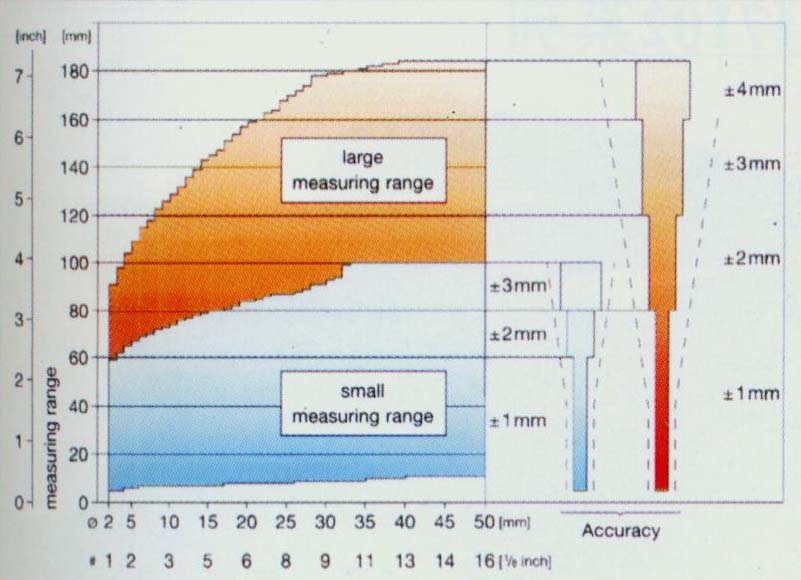 [inch] [mm]
7 180 ±4mm
160
6
large
140 ±3mm
measuring range
5
120
4 100 ±2mm
±3mm
3 80
±2mm
60
2
small
40 measuring range ±1mm ±1mm
1
20
0 0
measuring range
ø 2 5 10 15 20 25 30 35 40 45 50 [mm]
Accuracy
# 1 2 3 5 6 8 9 11 13 14 16 [⅛ inch]